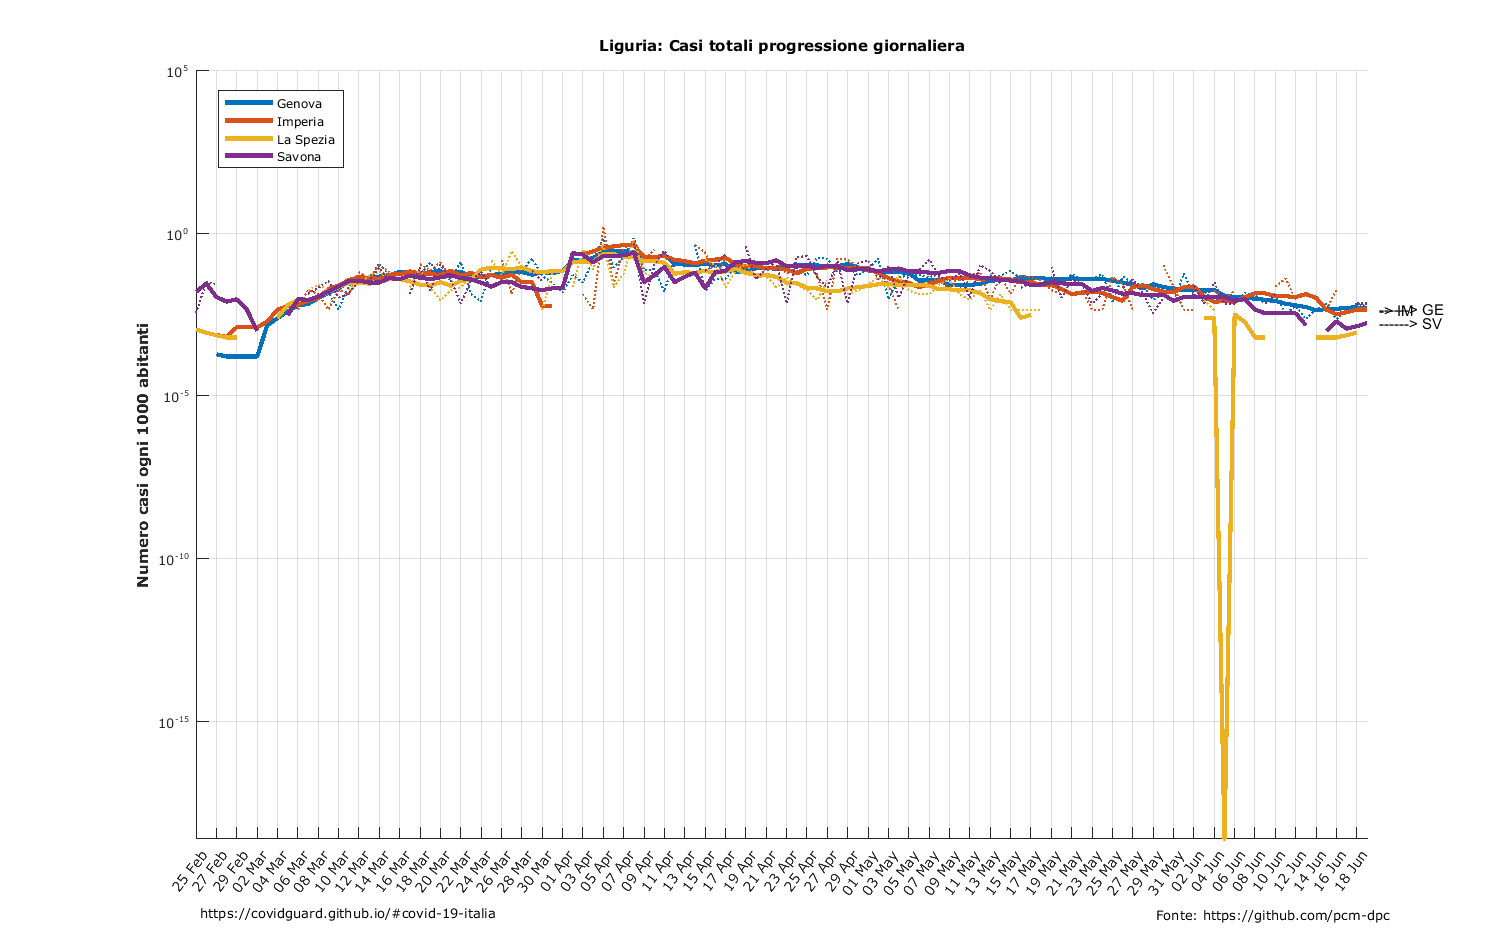 Liguria: Casi totali progressione giornaliera
10^5
10^0
10^-5
10^-10
10^-15
Numero casi ogni 1000 abitanti
Genova
Imperia
La Spezia
Savona
-----> GE
-> IM
------> SV
25 Feb
27 Feb
29 Feb
02 Mar
04 Mar
06 Mar
08 Mar
10 Mar
12 Mar
14 Mar
16 Mar
18 Mar
20 Mar
22 Mar
24 Mar
26 Mar
28 Mar
30 Mar
01 Apr
03 Apr
05 Apr
07 Apr
09 Apr
11 Apr
13 Apr
15 Apr
17 Apr
19 Apr
21 Apr
23 Apr
25 Apr
27 Apr
29 Apr
01 May
03 May
05 May
07 May
09 May
11 May
13 May
15 May
17 May
19 May
21 May
23 May
25 May
27 May
29 May
31 May
02 Jun
04 Jun
06 Jun
08 Jun
10 Jun
12 Jun
14 Jun
16 Jun
18 Jun
https://covidguard.github.io/#covid-19-italia
Fonte: https://github.com/pcm-dpc